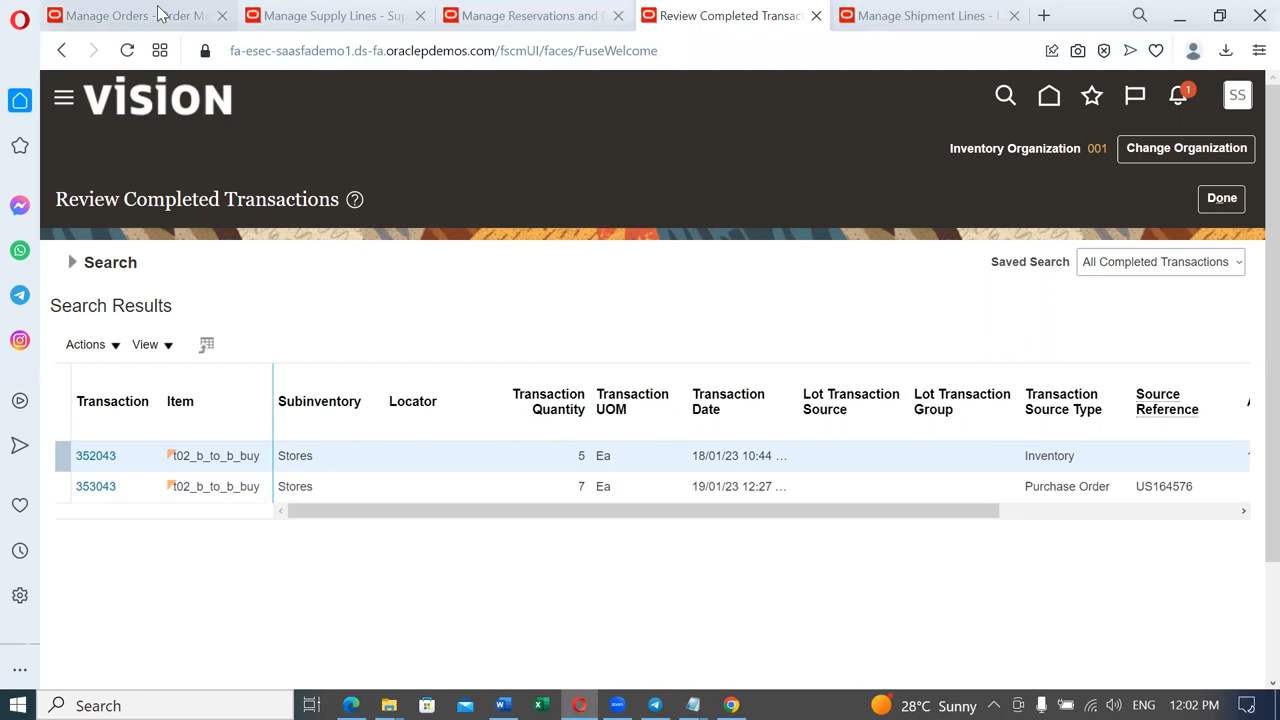 Manage Orders
rder M
Manage Supply Lines - Sup
Manage Reservations and
Review Completed Transact
Manage Shipment Lines -
fa-esec-saasfademo1.ds-fa.oraclepdemos.com/fscmUI/faces/FuseWelcome
VISION
1
SS
Inventory Organization 001
Change Organization
Review Completed Transactions
Done
Search
Saved Search
All Completed Transactions
Search Results
Actions
View
Transaction Item Subinventory Locator Transaction Quantity Transaction UOM Transaction Date Lot Transaction Source Lot Transaction Group Transaction Source Type Source Reference
352043 t02_b_to_b_buy Stores 5 Ea 18/01/23 10:44 ... Inventory
353043 t02_b_to_b_buy Stores 7 Ea 19/01/23 12:27 ... Purchase Order US164576
Search
28°C Sunny
ENG
12:02 PM